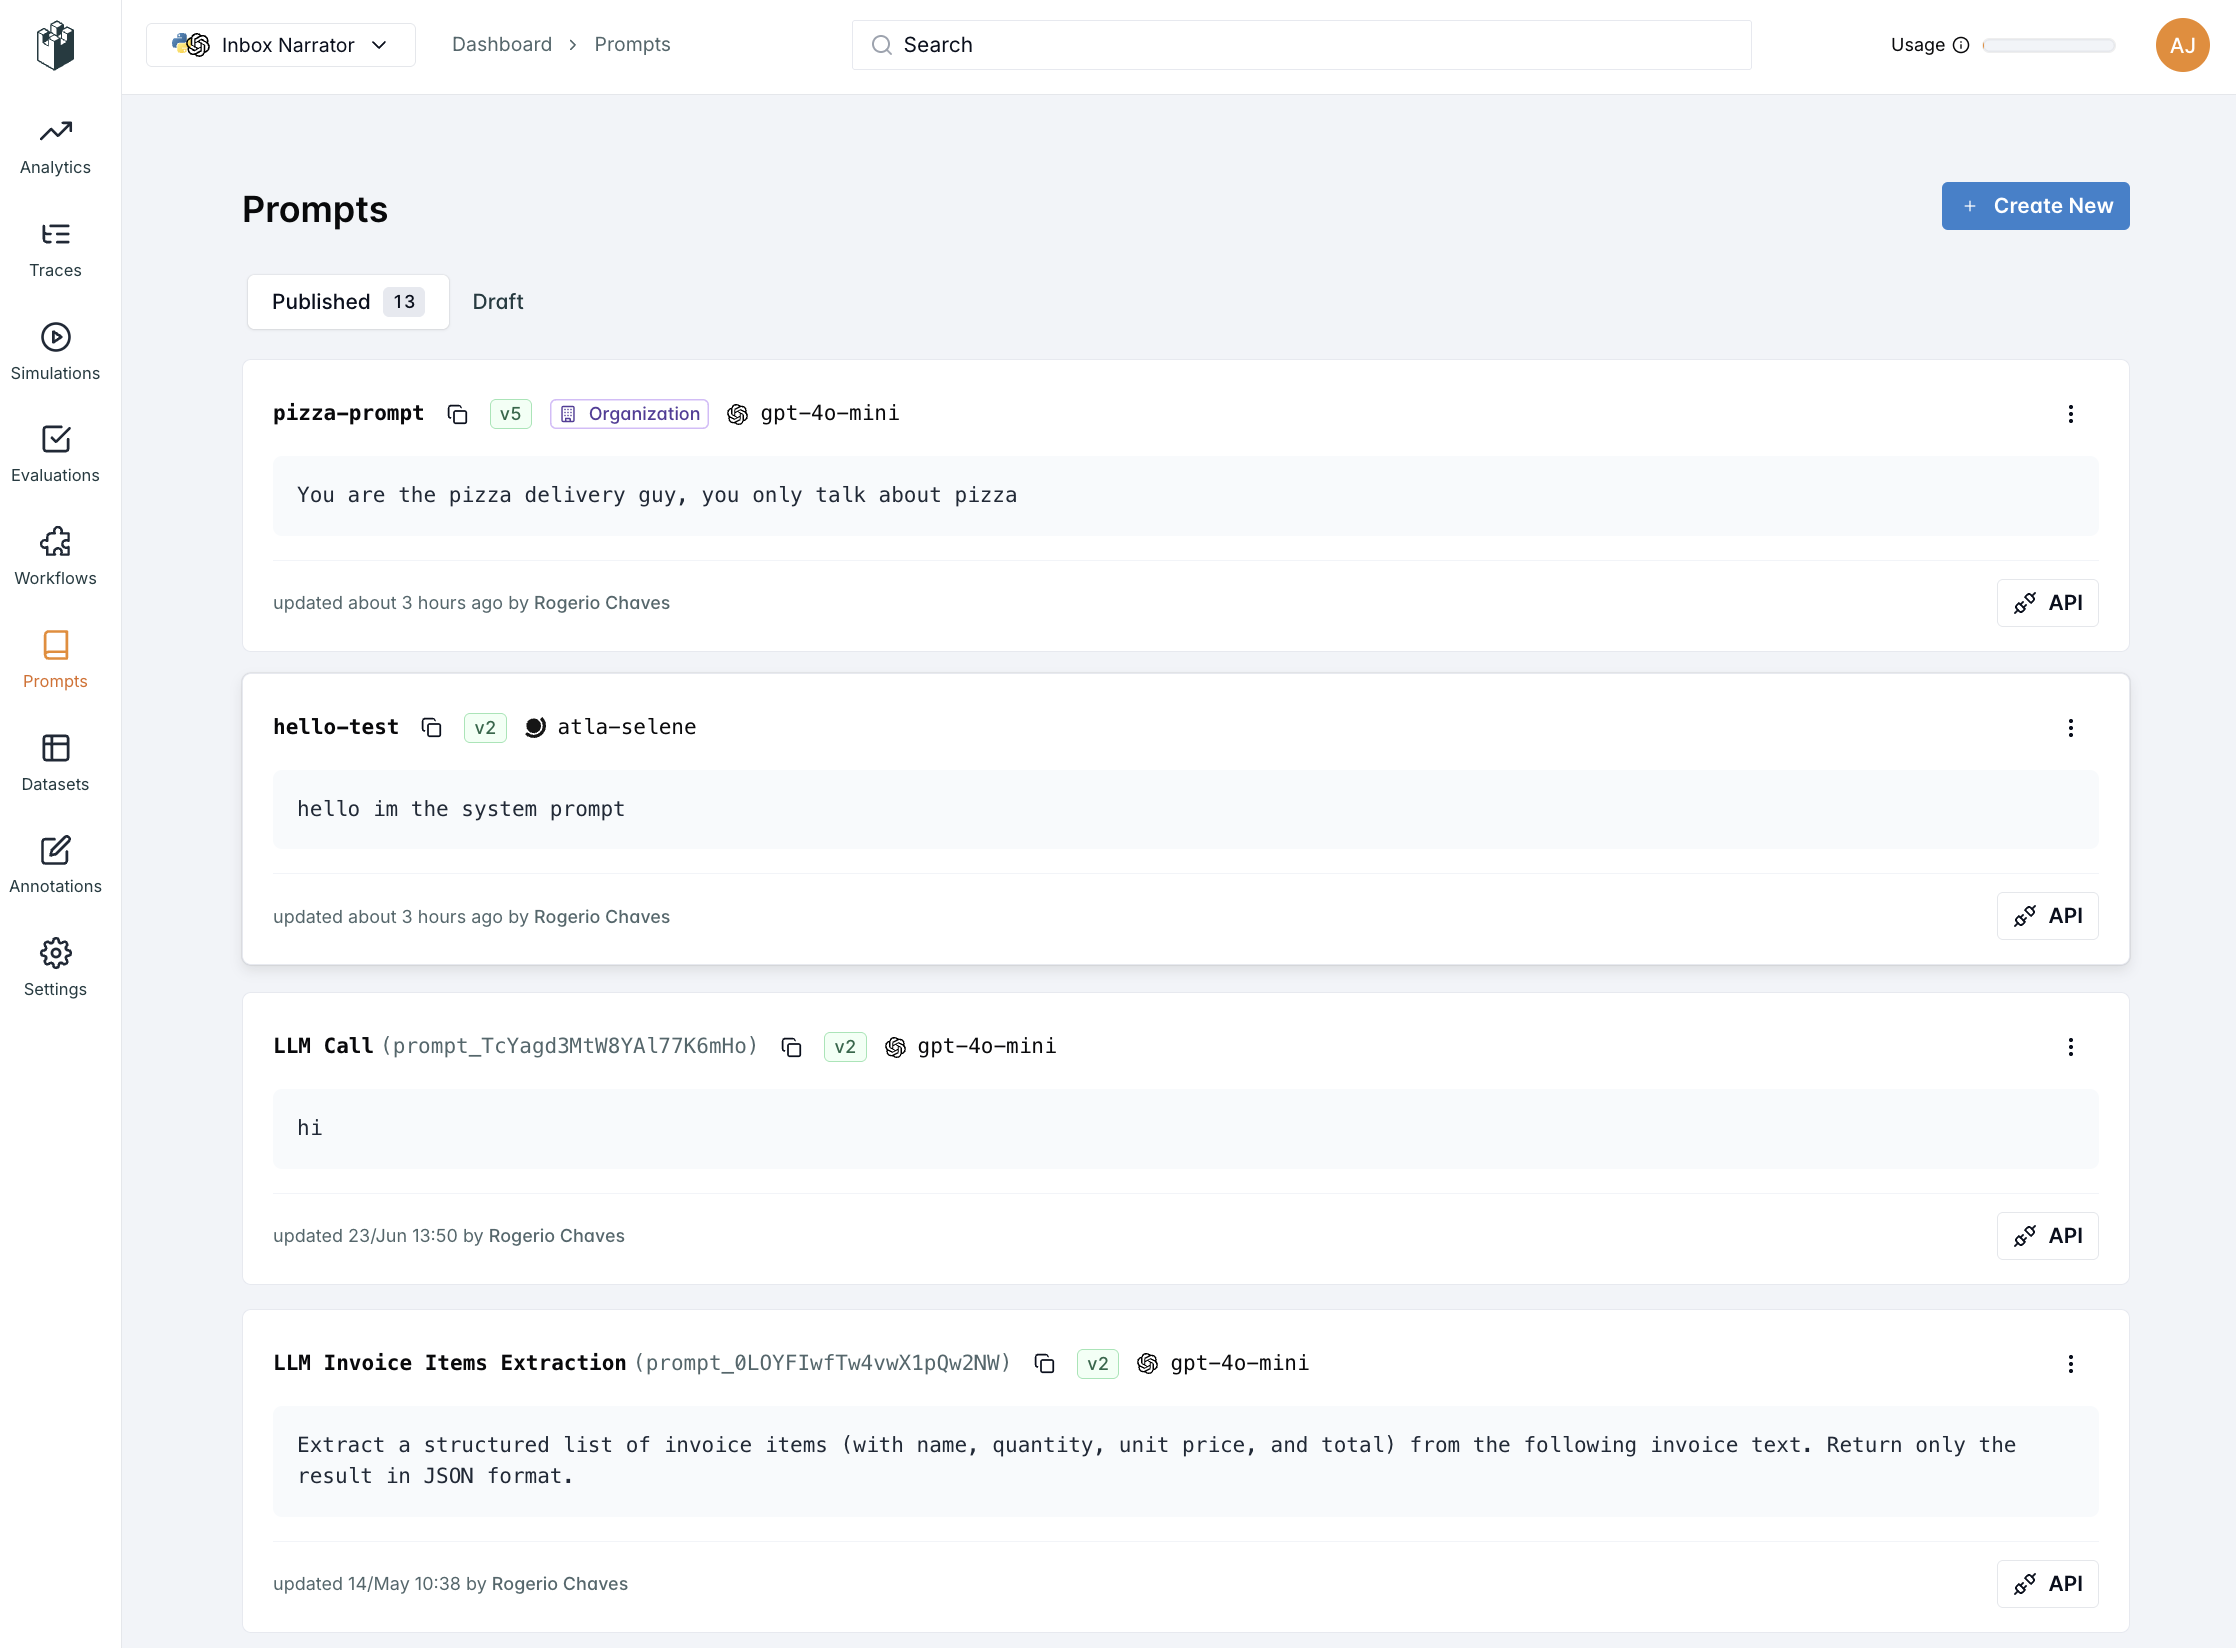 Inbox Narrator
Dashboard > Prompts
Search
Usage
AJ
Analytics
Traces
Simulations
Evaluations
Workflows
Prompts
Datasets
Annotations
Settings
Prompts
+ Create New
Published 13 Draft
pizza-prompt v5 Organization gpt-4o-mini
You are the pizza delivery guy, you only talk about pizza
updated about 3 hours ago by Rogerio Chaves
API
hello-test v2 atla-selene
hello im the system prompt
updated about 3 hours ago by Rogerio Chaves
API
LLM Call (prompt_TcYagd3MtW8YAl77K6mHo) v2 gpt-4o-mini
hi
updated 23/Jun 13:50 by Rogerio Chaves
API
LLM Invoice Items Extraction (prompt_0LOYFIwfTw4vwX1pQw2NW) v2 gpt-4o-mini
Extract a structured list of invoice items (with name, quantity, unit price, and total) from the following invoice text. Return only the
result in JSON format.
updated 14/May 10:38 by Rogerio Chaves
API